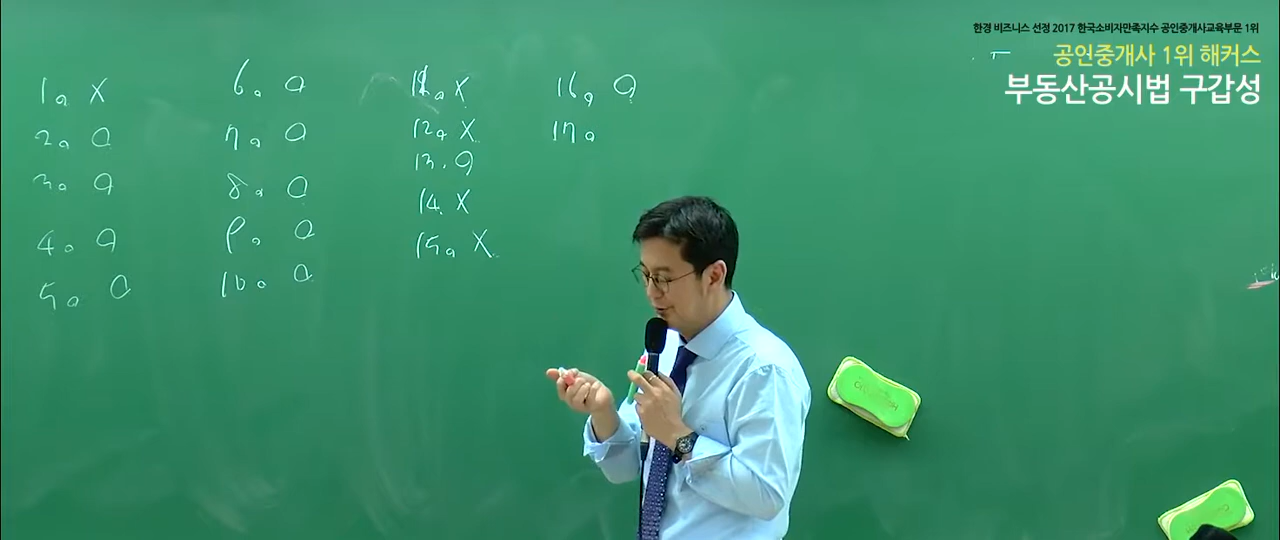 한경 비즈니스 선정 2017 한국소비자만족지수 공인중개사교육부문 1위
공인중개사 1위 해커스
부동산공시법 구갑성
1. X
2. O
3. O
4. O
5. O
6. O
7. O
8. O
9. O
10. O
11. X
12. X
13. O
14. X
15. X
16. O
17.